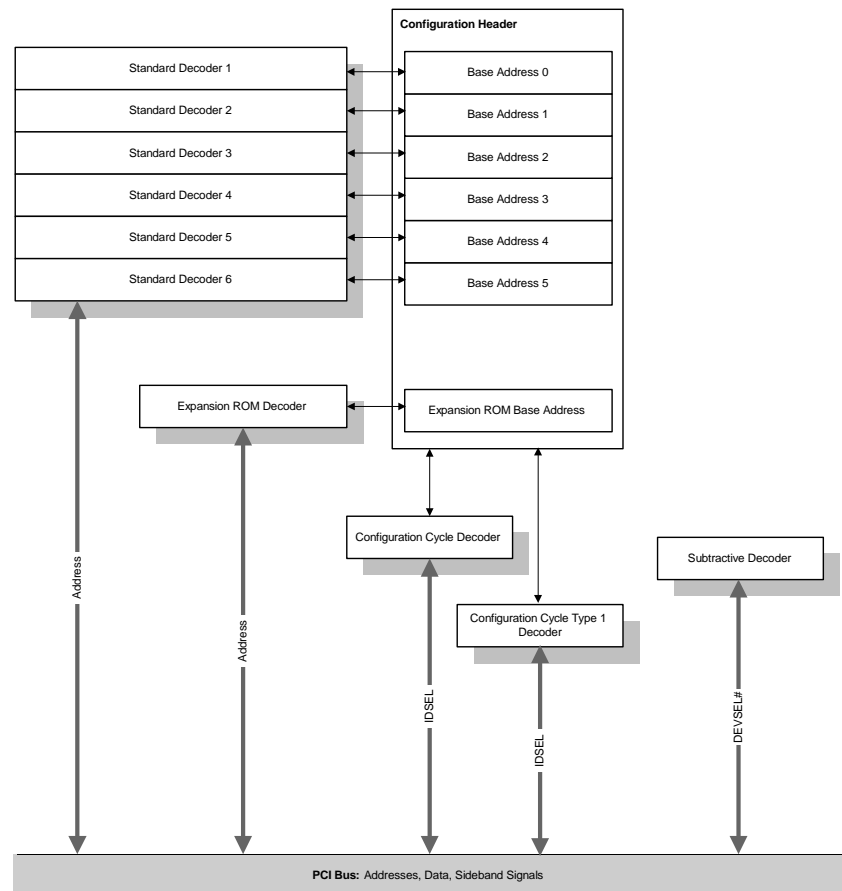 Configuration Header
Standard Decoder 1
Base Address 0
Standard Decoder 2
Base Address 1
Standard Decoder 3
Base Address 2
Standard Decoder 4
Base Address 3
Standard Decoder 5
Base Address 4
Standard Decoder 6
Base Address 5
Expansion ROM Decoder
Expansion ROM Base Address
Configuration Cycle Decoder
Subtractive Decoder
Configuration Cycle Type 1
Decoder
Address
Address
IDSEL
IDSEL
DEVSEL#
PCI Bus: Addresses, Data, Sideband Signals